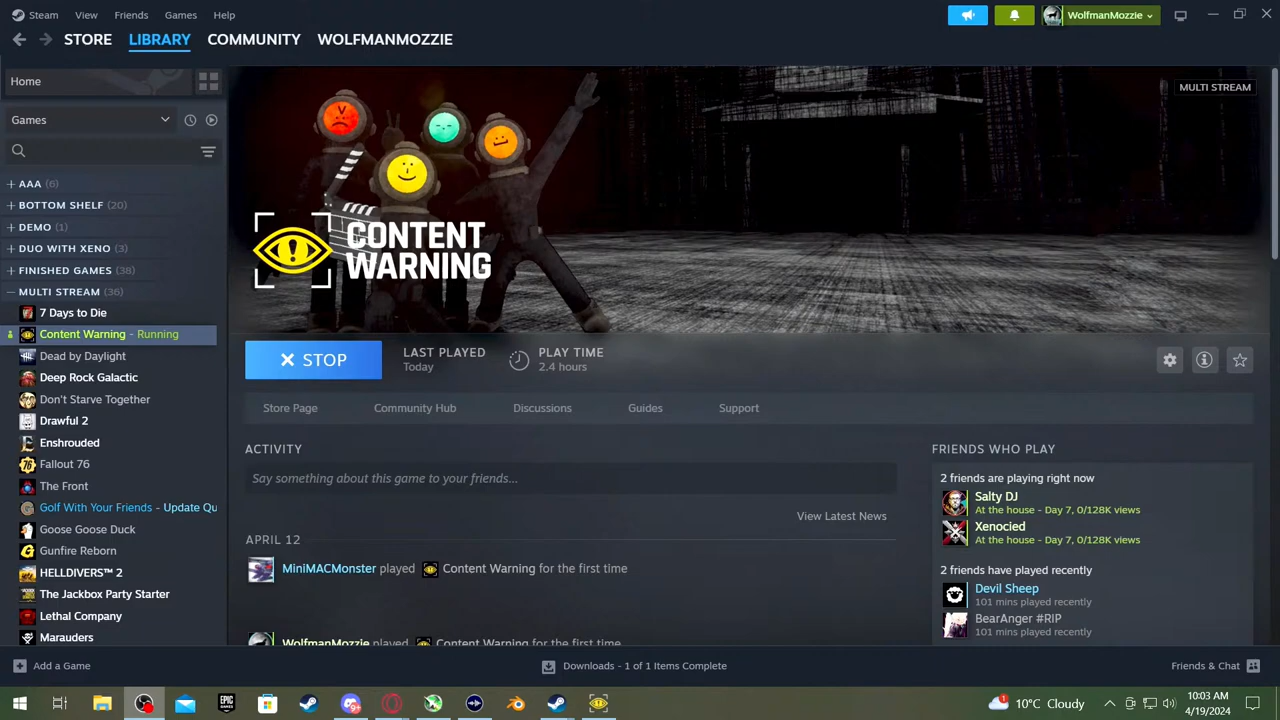 Steam View Friends Games Help
WolfmanMozzie
STORE LIBRARY COMMUNITY WOLFMANMOZZIE
Home
Games
AAA (6)
BOTTOM SHELF (20)
DEMO (1)
DUO WITH XENO (3)
FINISHED GAMES (38)
MULTI STREAM (36)
7 Days to Die
Content Warning - Running
Dead by Daylight
Deep Rock Galactic
Don't Starve Together
Drawful 2
Enshrouded
Fallout 76
The Front
Golf With Your Friends - Update Qu
Goose Goose Duck
Gunfire Reborn
HELLDIVERS™ 2
The Jackbox Party Starter
Lethal Company
Marauders
MULTI STREAM
CONTENT
WARNING
STOP
LAST PLAYED
Today
PLAY TIME
2.4 hours
Store Page Community Hub Discussions Guides Support
ACTIVITY
Say something about this game to your friends...
View Latest News
APRIL 12
MiniMACMonster played Content Warning for the first time
WolfmanMozzie played Content Warning for the first time
FRIENDS WHO PLAY
2 friends are playing right now
Salty DJ
At the house - Day 7, 0/128K views
Xenocied
At the house - Day 7, 0/128K views
2 friends have played recently
Devil Sheep
101 mins played recently
BearAnger #RIP
101 mins played recently
Add a Game
Downloads - 1 of 1 Items Complete
Friends & Chat
EPIC
GAMES
9+
1
10°C Cloudy
10:03 AM
4/19/2024